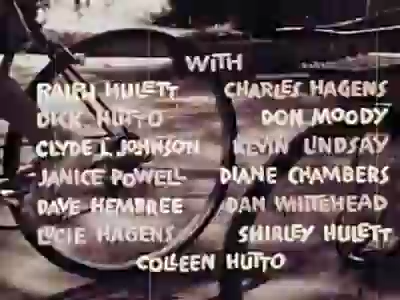 WITH
RALPH HULETT CHARLES HAGENS
DICK HUTTO DON MOODY
CLYDE L. JOHNSON KEVIN LINDSAY
JANICE POWELL DIANE CHAMBERS
DAVE HEMBREE DAN WHITEHEAD
LUCIE HAGENS SHIRLEY HULETT
COLLEEN HUTTO